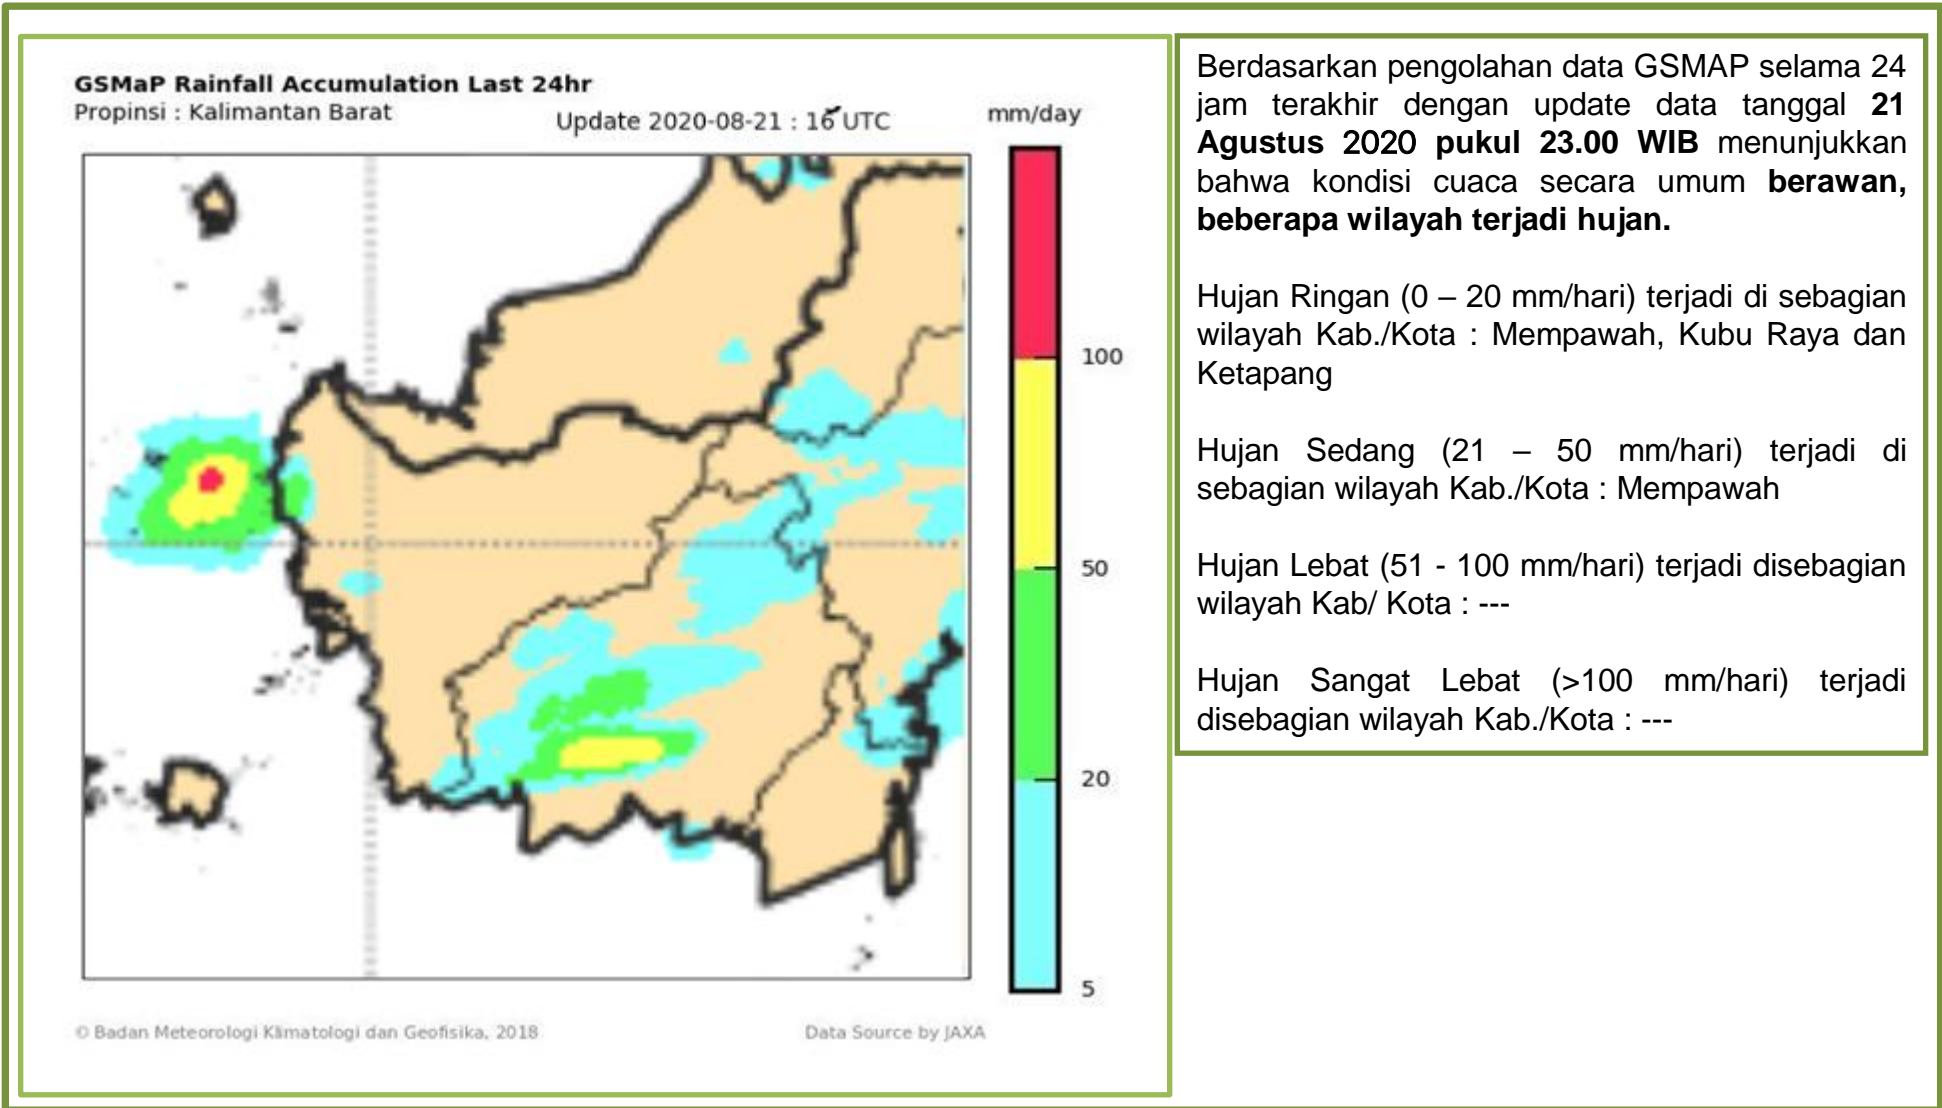 GSMaP Rainfall Accumulation Last 24hr
Propinsi : Kalimantan Barat
Update 2020-08-21 : 16 UTC
mm/day
100
50
20
5
© Badan Meteorologi Klimatologi dan Geofisika, 2018
Data Source by JAXA
Berdasarkan pengolahan data GSMAP selama 24
jam terakhir dengan update data tanggal 21
Agustus 2020 pukul 23.00 WIB menunjukkan
bahwa kondisi cuaca secara umum berawan,
beberapa wilayah terjadi hujan.
Hujan Ringan (0 – 20 mm/hari) terjadi di sebagian
wilayah Kab./Kota : Mempawah, Kubu Raya dan
Ketapang
Hujan Sedang (21 – 50 mm/hari) terjadi di
sebagian wilayah Kab./Kota : Mempawah
Hujan Lebat (51 - 100 mm/hari) terjadi disebagian
wilayah Kab/ Kota : ---
Hujan Sangat Lebat (>100 mm/hari) terjadi
disebagian wilayah Kab./Kota : ---